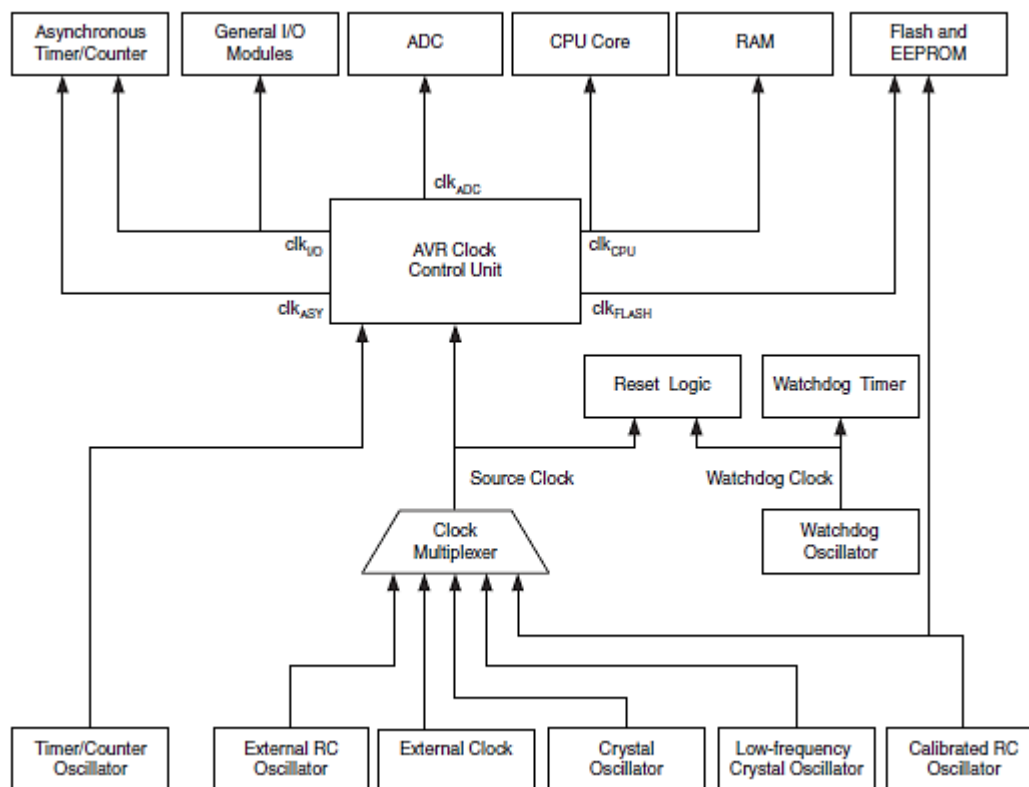 Asynchronous
Timer/Counter
General I/O
Modules
ADC
CPU Core
RAM
Flash and
EEPROM
clkADC
clkI/O
AVR Clock
Control Unit
clkCPU
clkASY
clkFLASH
Reset Logic
Watchdog Timer
Source Clock
Watchdog Clock
Clock
Multiplexer
Watchdog
Oscillator
Timer/Counter
Oscillator
External RC
Oscillator
External Clock
Crystal
Oscillator
Low-frequency
Crystal Oscillator
Calibrated RC
Oscillator